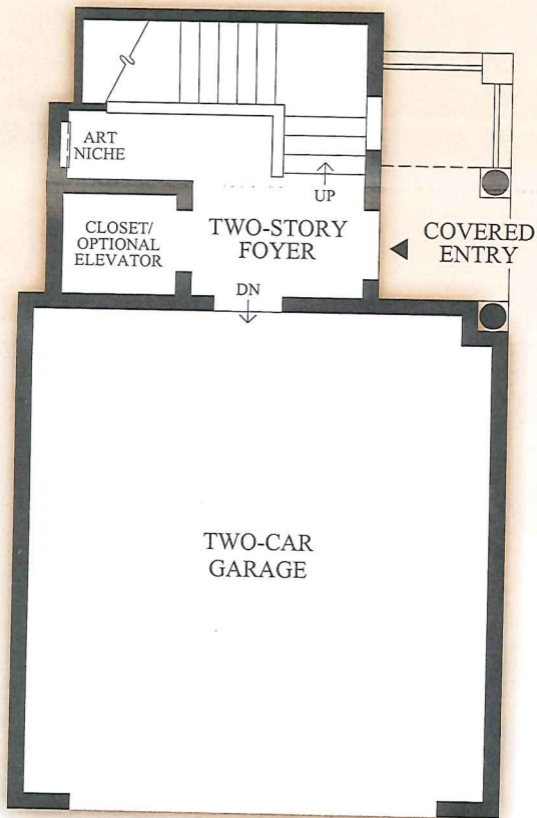 ART
NICHE
UP
CLOSET/
OPTIONAL
ELEVATOR
TWO-STORY
FOYER
COVERED
ENTRY
DN
TWO-CAR
GARAGE